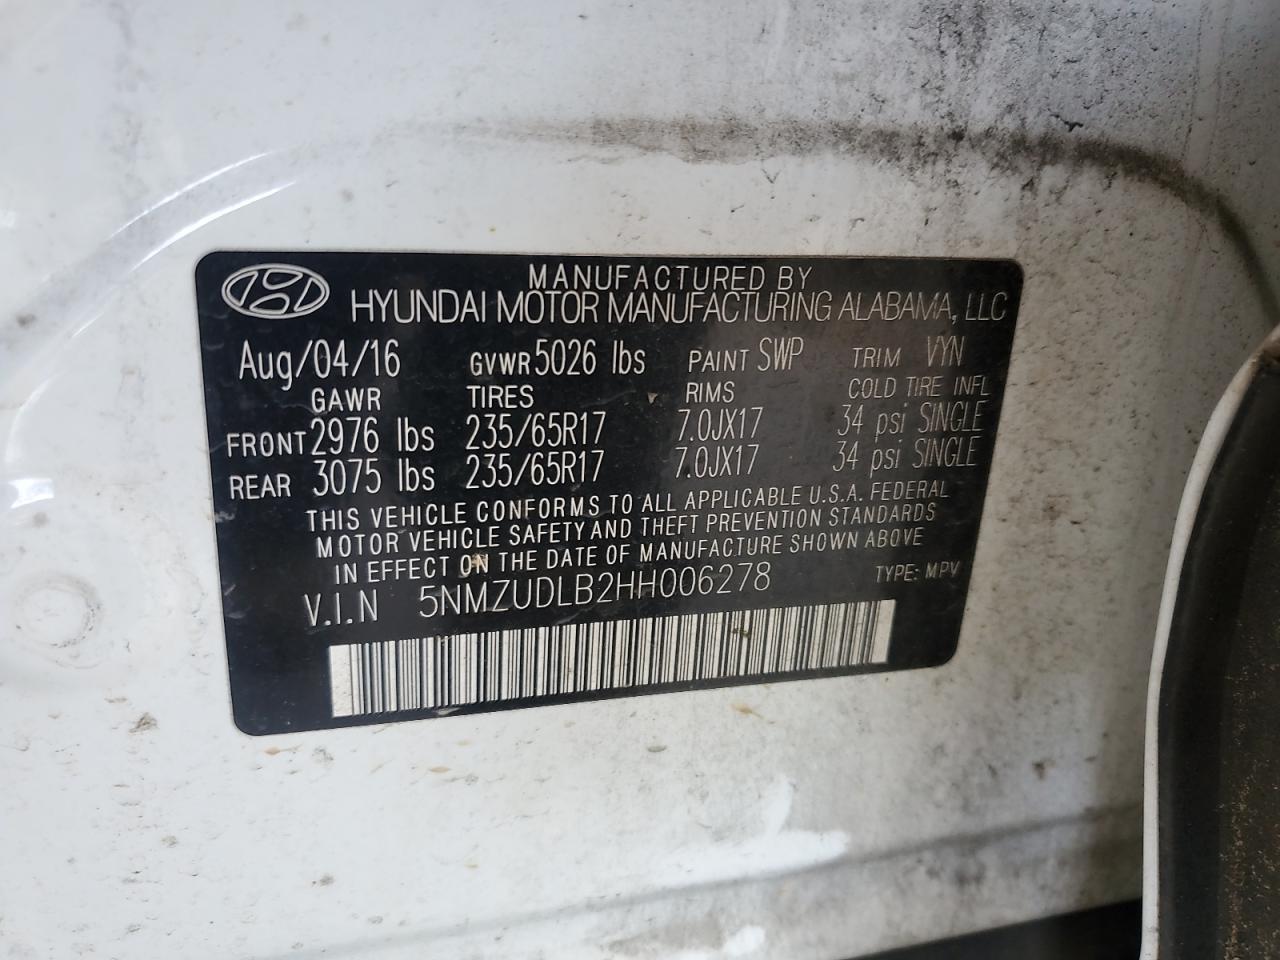 MANUFACTURED BY
HYUNDAI MOTOR MANUFACTURING ALABAMA, LLC
Aug/04/16 GVWR 5026 lbs PAINT SWP TRIM VYN
GAWR TIRES RIMS COLD TIRE INFL
FRONT 2976 lbs 235/65R17 7.0JX17 34 psi SINGLE
REAR 3075 lbs 235/65R17 7.0JX17 34 psi SINGLE
THIS VEHICLE CONFORMS TO ALL APPLICABLE U.S.A. FEDERAL
MOTOR VEHICLE SAFETY AND THEFT PREVENTION STANDARDS
IN EFFECT ON THE DATE OF MANUFACTURE SHOWN ABOVE
V.I.N 5NMZUDLB2HH006278 TYPE: MPV